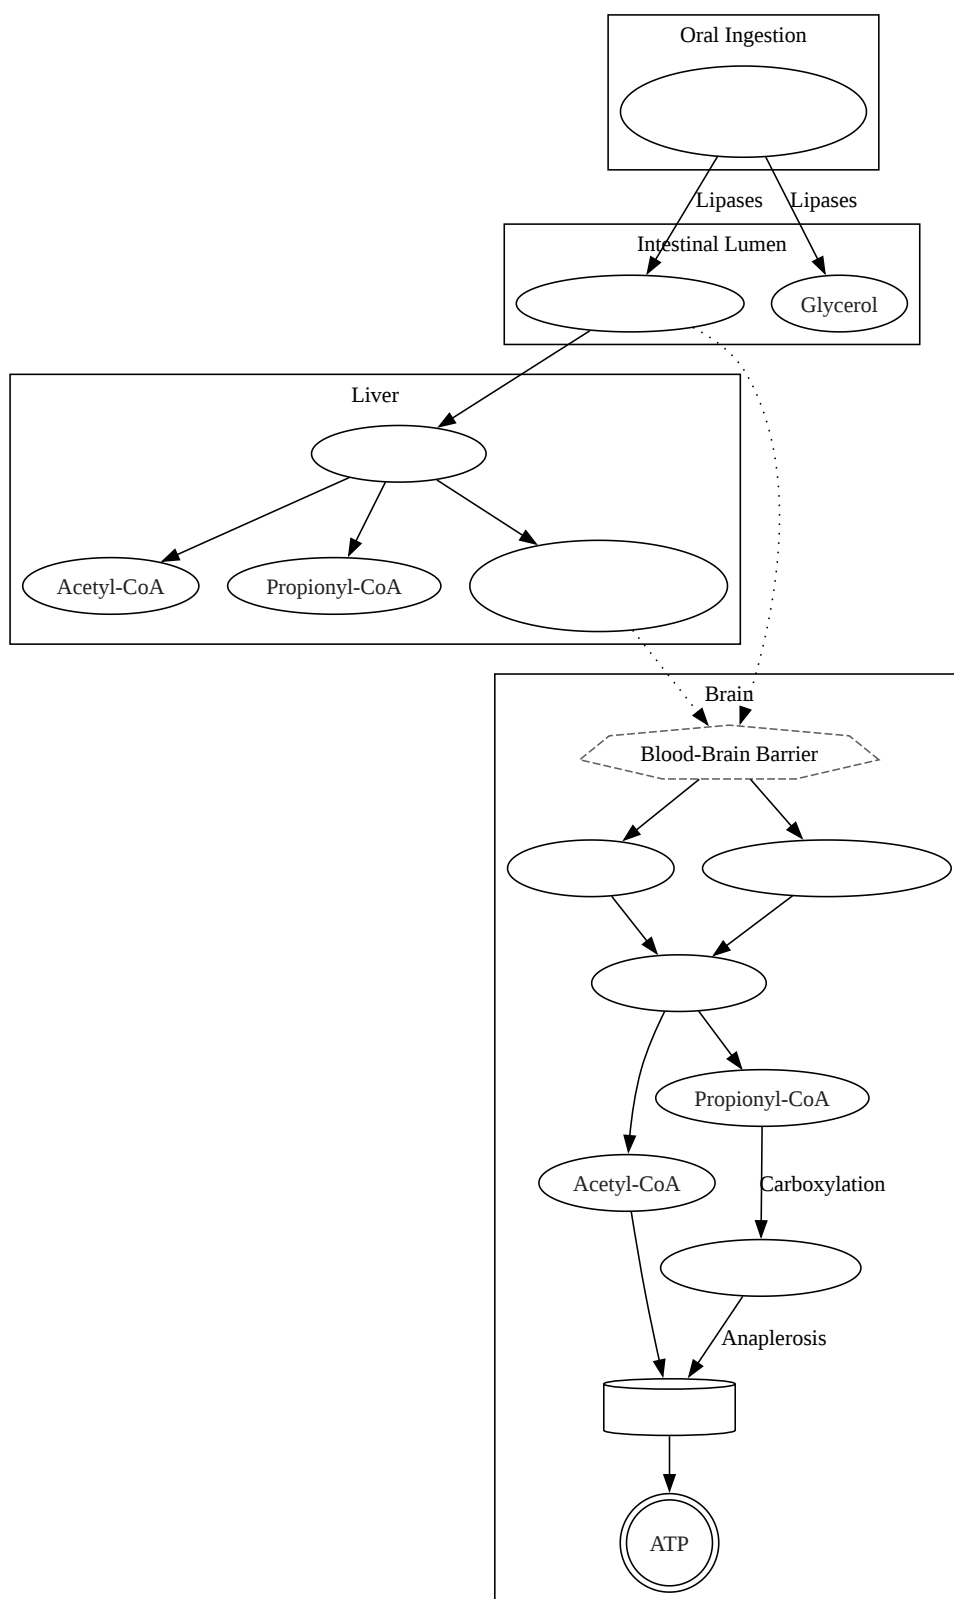 Oral Ingestion
Lipases
Lipases
Intestinal Lumen
Glycerol
Liver
Acetyl-CoA
Propionyl-CoA
Brain
Blood-Brain Barrier
Propionyl-CoA
Acetyl-CoA
Carboxylation
Anaplerosis
ATP